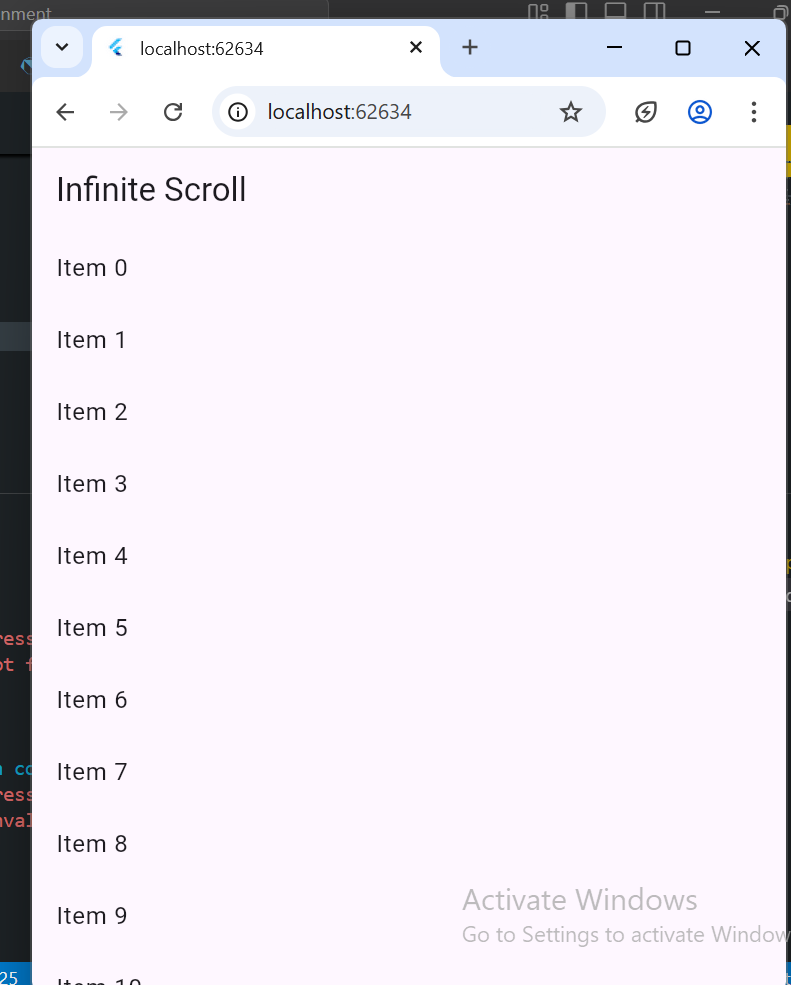 nment
localhost:62634
localhost:62634
Infinite Scroll
Item 0
Item 1
Item 2
Item 3
Item 4
Item 5
Item 6
Item 7
Item 8
Item 9
Item 10
Activate Windows
Go to Settings to activate Window
ress
ot f
n co
ress
nval
25